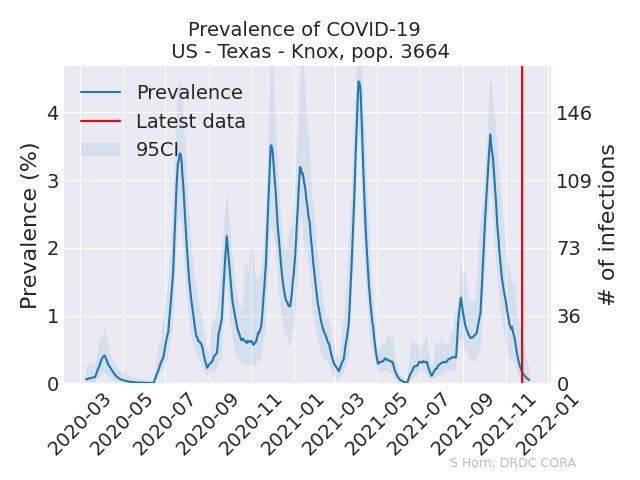 Prevalence of COVID-19
US - Texas - Knox, pop. 3664
Prevalence
Latest data
95CI
Prevalence (%)
4
3
2
1
0
146
109
73
36
0
# of infections
2020-03
2020-05
2020-07
2020-09
2020-11
2021-01
2021-03
2021-05
2021-07
2021-09
2021-11
2022-01
S Horn, DRDC CORA